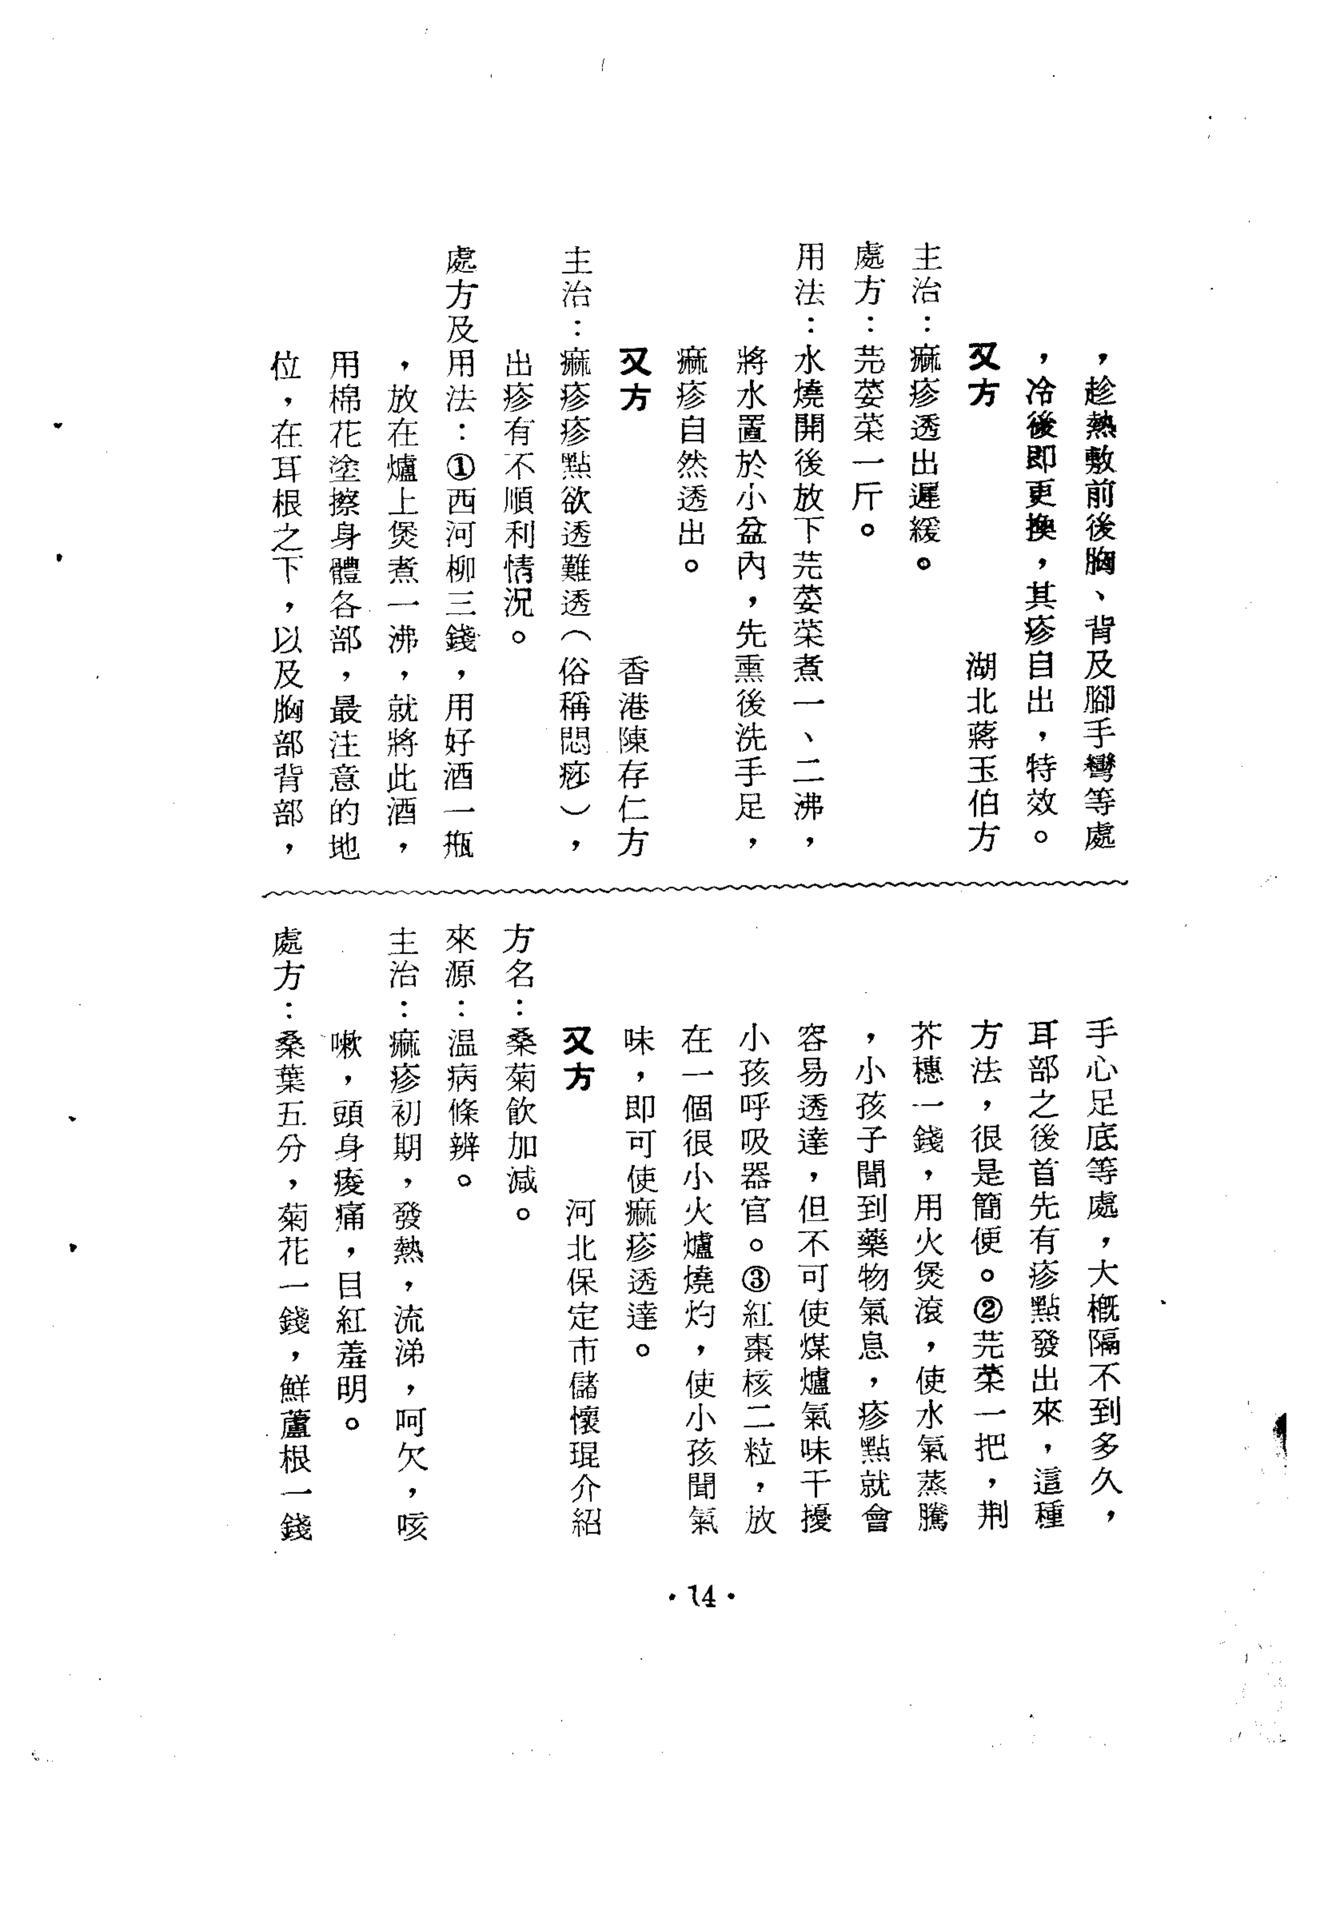 ，趁熱敷前後胸、背及腳手彎等處
，冷後即更換，其疹自出，特效。
又方　湖北蔣玉伯方
主治：痲疹透出遲緩。
處方：芫荽菜一斤。
用法：水燒開後放下芫荽菜煮一、二沸，
將水置於小盆內，先熏後洗手足，
痲疹自然透出。
又方　香港陳存仁方
主治：痲疹疹點欲透難透（俗稱悶痧），
出疹有不順利情況。
處方及用法：①西河柳三錢，用好酒一瓶
，放在爐上煲煮一沸，就將此酒，
用棉花塗擦身體各部，最注意的地
位，在耳根之下，以及胸部背部，
手心足底等處，大概隔不到多久，
耳部之後首先有疹點發出來，這種
方法，很是簡便。②芫荽一把，荆
芥穗一錢，用火煲滾，使水氣蒸騰
，小孩子聞到藥物氣息，疹點就會
容易透達，但不可使煤爐氣味干擾
小孩呼吸器官。③紅棗核二粒，放
在一個很小火爐燒灼，使小孩聞氣
味，即可使痲疹透達。
又方　河北保定市儲懷琨介紹
方名：桑菊飲加減。
來源：温病條辨。
主治：痲疹初期，發熱，流涕，呵欠，咳
嗽，頭身痠痛，目紅羞明。
處方：桑葉五分，菊花一錢，鮮蘆根一錢
·14·